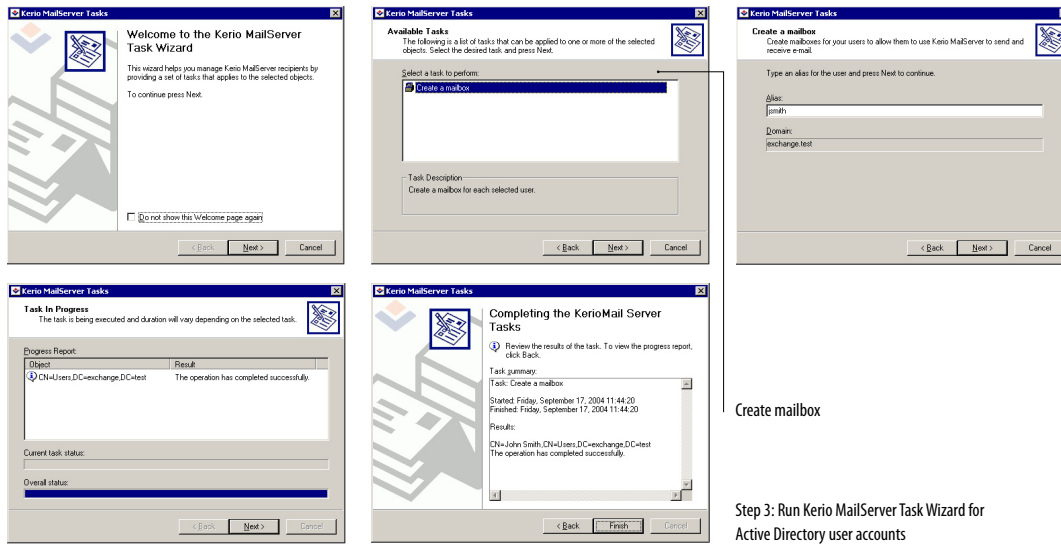 Kerio MailServer Tasks
Welcome to the Kerio MailServer
Task Wizard
This wizard helps you manage Kerio MailServer recipients by
providing a set of tasks that applies to the selected objects.
To continue press Next.
Do not show this Welcome page again
< Back
Next >
Cancel
Kerio MailServer Tasks
Available Tasks
The following is a list of tasks that can be applied to one or more of the selected
objects. Select the desired task and press Next.
Select a task to perform:
Create a mailbox
Task Description
Create a mailbox for each selected user.
< Back
Next >
Cancel
Kerio MailServer Tasks
Create a mailbox
Create mailboxes for your users to allow them to use Kerio MailServer to send and
receive e-mail.
Type an alias for the user and press Next to continue.
Alias:
jsmith
Domain:
exchange.test
< Back
Next >
Cancel
Kerio MailServer Tasks
Task In Progress
The task is being executed and duration will vary depending on the selected task.
Progress Report:
Object
Result
CN=Users,DC=exchange,DC=test
The operation has completed successfully.
Current task status:
Overall status:
< Back
Next >
Cancel
Kerio MailServer Tasks
Completing the KerioMail Server
Tasks
Review the results of the task. To view the progress report,
click Back.
Task summary:
Task: Create a mailbox
Started: Friday, September 17, 2004 11:44:20
Finished: Friday, September 17, 2004 11:44:20
Results:
CN=John Smith,CN=Users,DC=exchange,DC=test
The operation has completed successfully.
< Back
Finish
Cancel
Create mailbox
Step 3: Run Kerio MailServer Task Wizard for
Active Directory user accounts